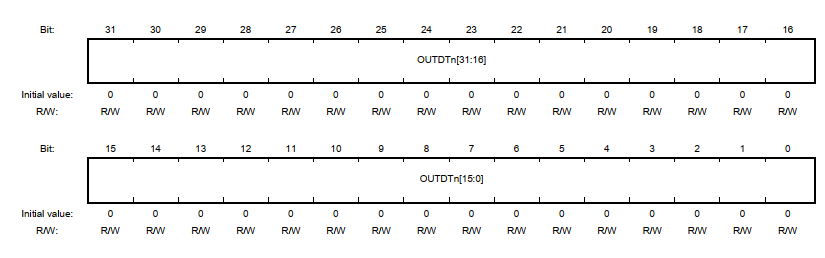 Bit: 31 30 29 28 27 26 25 24 23 22 21 20 19 18 17 16
OUTDTn[31:16]
Initial value: 0 0 0 0 0 0 0 0 0 0 0 0 0 0 0 0
R/W: R/W R/W R/W R/W R/W R/W R/W R/W R/W R/W R/W R/W R/W R/W R/W R/W
Bit: 15 14 13 12 11 10 9 8 7 6 5 4 3 2 1 0
OUTDTn[15:0]
Initial value: 0 0 0 0 0 0 0 0 0 0 0 0 0 0 0 0
R/W: R/W R/W R/W R/W R/W R/W R/W R/W R/W R/W R/W R/W R/W R/W R/W R/W